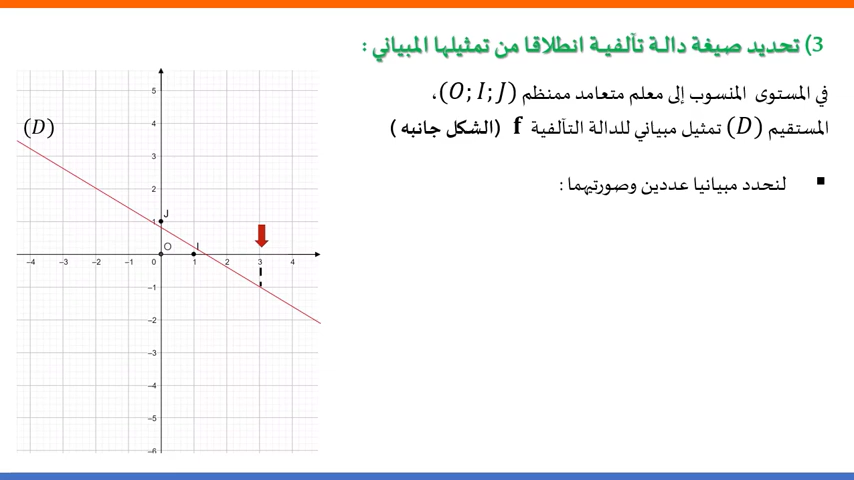 3) تحديد صيغة دالة تآلفية انطلاقا من تمثيلها المبياني :
في المستوى المنسوب إلى معلم متعامد ممنظم (O; I; J)،
المستقيم (D) تمثيل مبياني للدالة التآلفية f (الشكل جانبه )
▪ لنحدد مبيانيا عددين وصورتيهما :
(D)
5
4
3
2
J
1
O
I
–4 –3 –2 –1 0 1 2 3 4
–1
–2
–3
–4
–5
–6